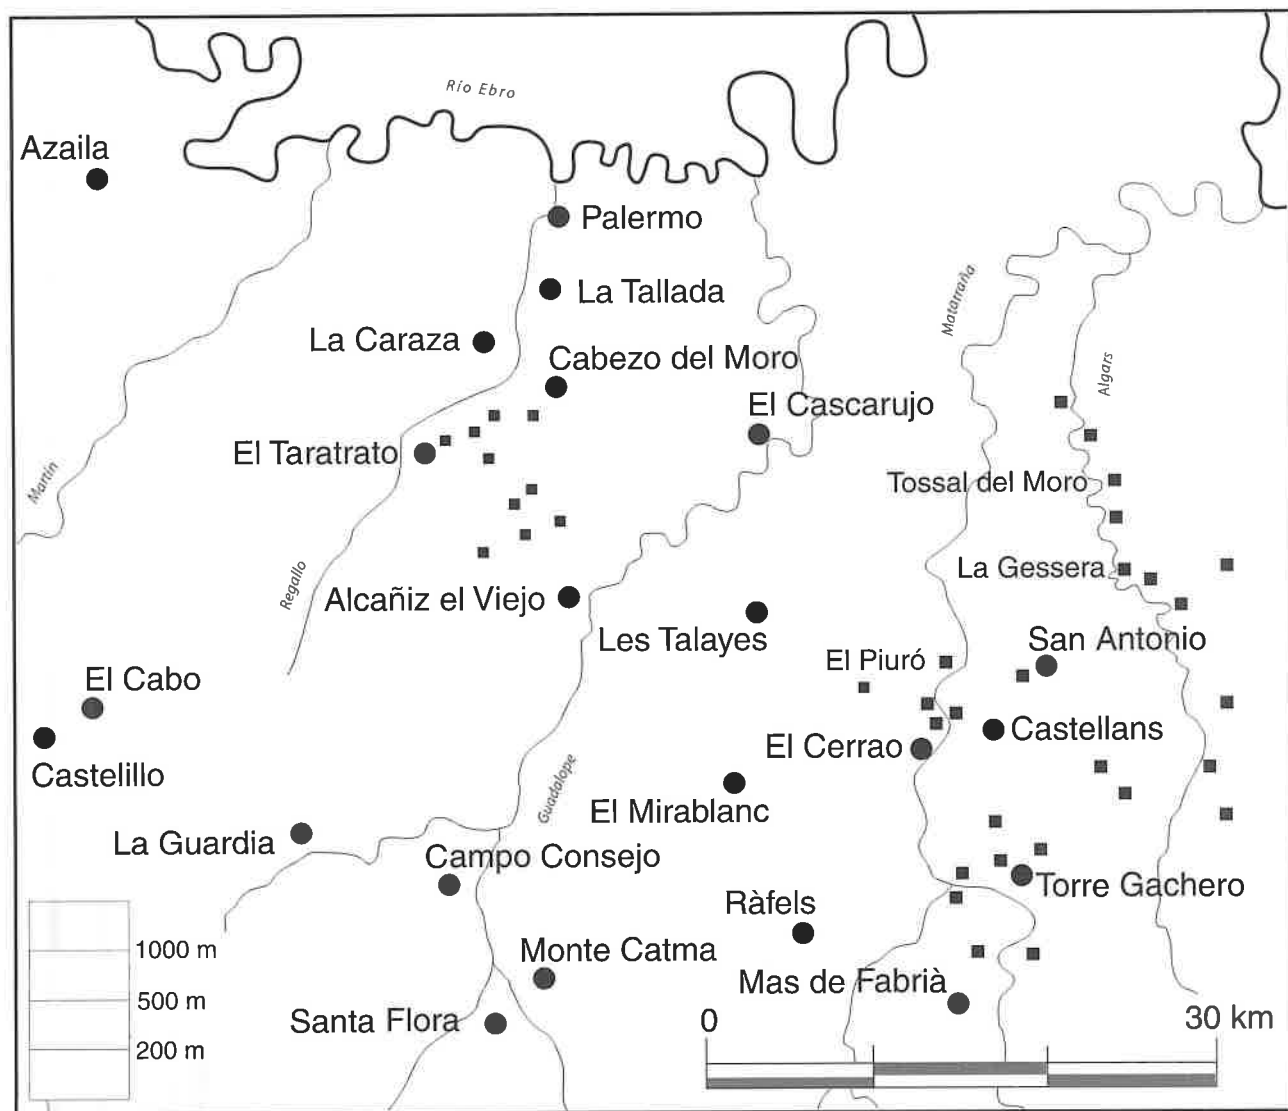 Río Ebro
Azaila
Palermo
La Tallada
La Caraza
Cabezo del Moro
Matarraña
Algars
El Cascarujo
El Taratrato
Martín
Tossal del Moro
Regallo
La Gessera
Alcañiz el Viejo
Les Talayes
San Antonio
El Piuró
El Cabo
Castellans
El Cerrao
Castelillo
Guadalope
El Mirablanc
La Guardia
Campo Consejo
Torre Gachero
Ràfels
1000 m
Monte Catma
Mas de Fabrià
500 m
Santa Flora
0
30 km
200 m